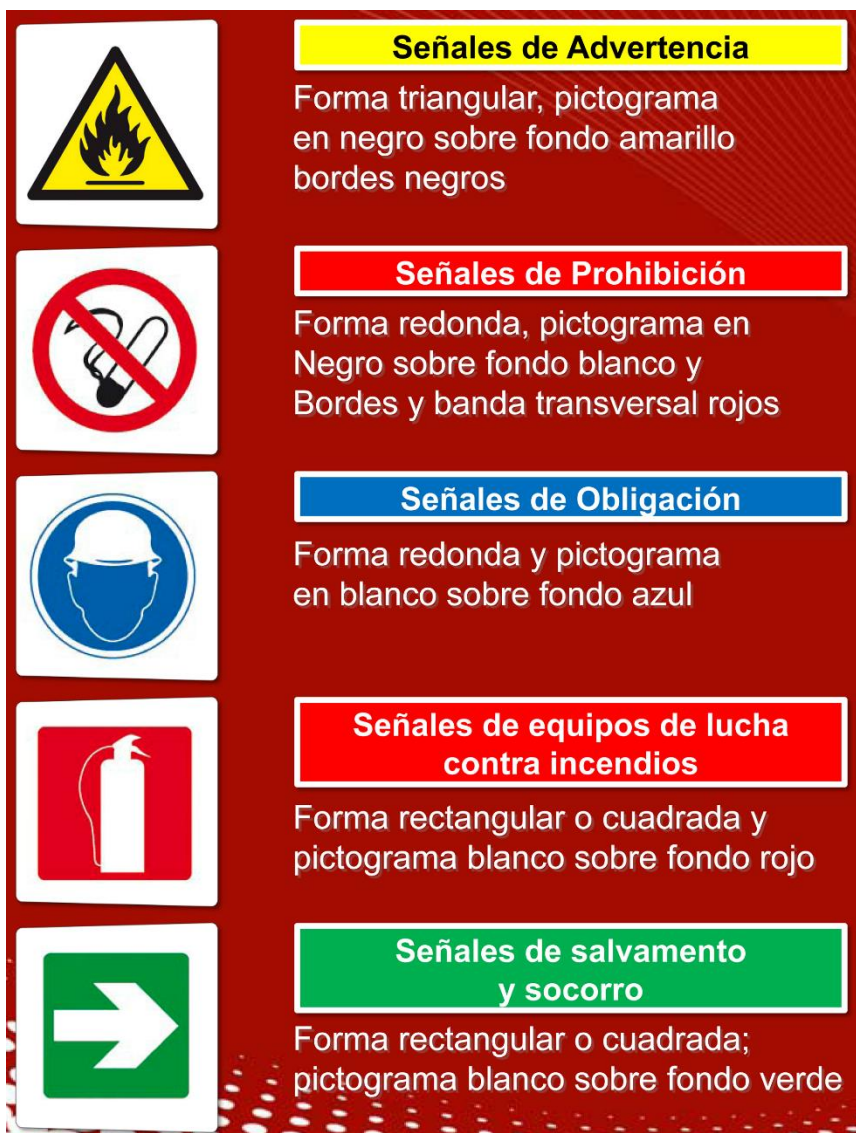 Señales de Advertencia
Forma triangular, pictograma
en negro sobre fondo amarillo
bordes negros
Señales de Prohibición
Forma redonda, pictograma en
Negro sobre fondo blanco y
Bordes y banda transversal rojos
Señales de Obligación
Forma redonda y pictograma
en blanco sobre fondo azul
Señales de equipos de lucha
contra incendios
Forma rectangular o cuadrada y
pictograma blanco sobre fondo rojo
Señales de salvamento
y socorro
Forma rectangular o cuadrada;
pictograma blanco sobre fondo verde